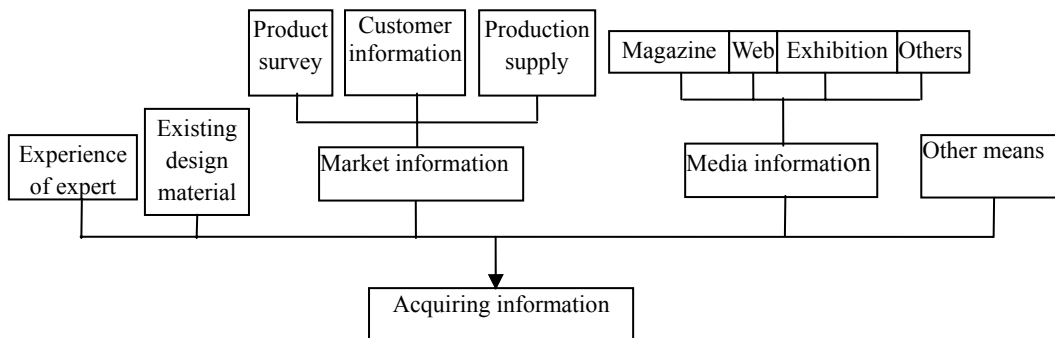 Product
survey
Customer
information
Production
supply
Magazine
Web
Exhibition
Others
Experience
of expert
Existing
design
material
Market information
Media information
Other means
Acquiring information